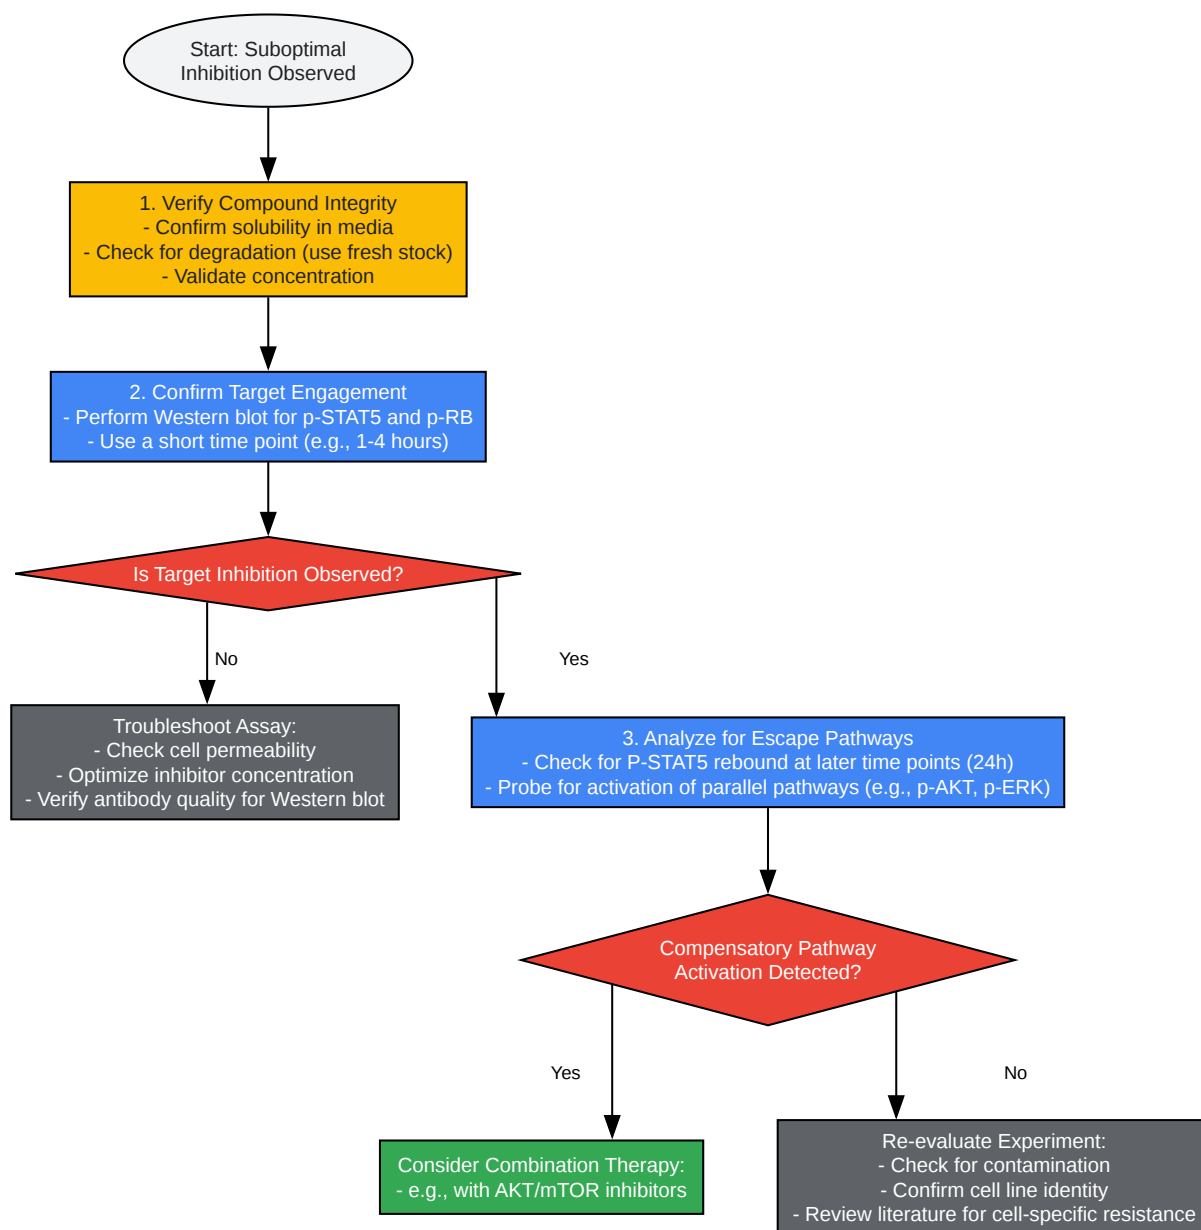 Start: Suboptimal
Inhibition Observed
1. Verify Compound Integrity
- Confirm solubility in media
- Check for degradation (use fresh stock)
- Validate concentration
2. Confirm Target Engagement
- Perform Western blot for p-STAT5 and p-RB
- Use a short time point (e.g., 1-4 hours)
Is Target Inhibition Observed?
No
Yes
Troubleshoot Assay:
- Check cell permeability
- Optimize inhibitor concentration
- Verify antibody quality for Western blot
3. Analyze for Escape Pathways
- Check for P-STAT5 rebound at later time points (24h)
- Probe for activation of parallel pathways (e.g., p-AKT, p-ERK)
Compensatory Pathway
Activation Detected?
Yes
No
Consider Combination Therapy:
- e.g., with AKT/mTOR inhibitors
Re-evaluate Experiment:
- Check for contamination
- Confirm cell line identity
- Review literature for cell-specific resistance